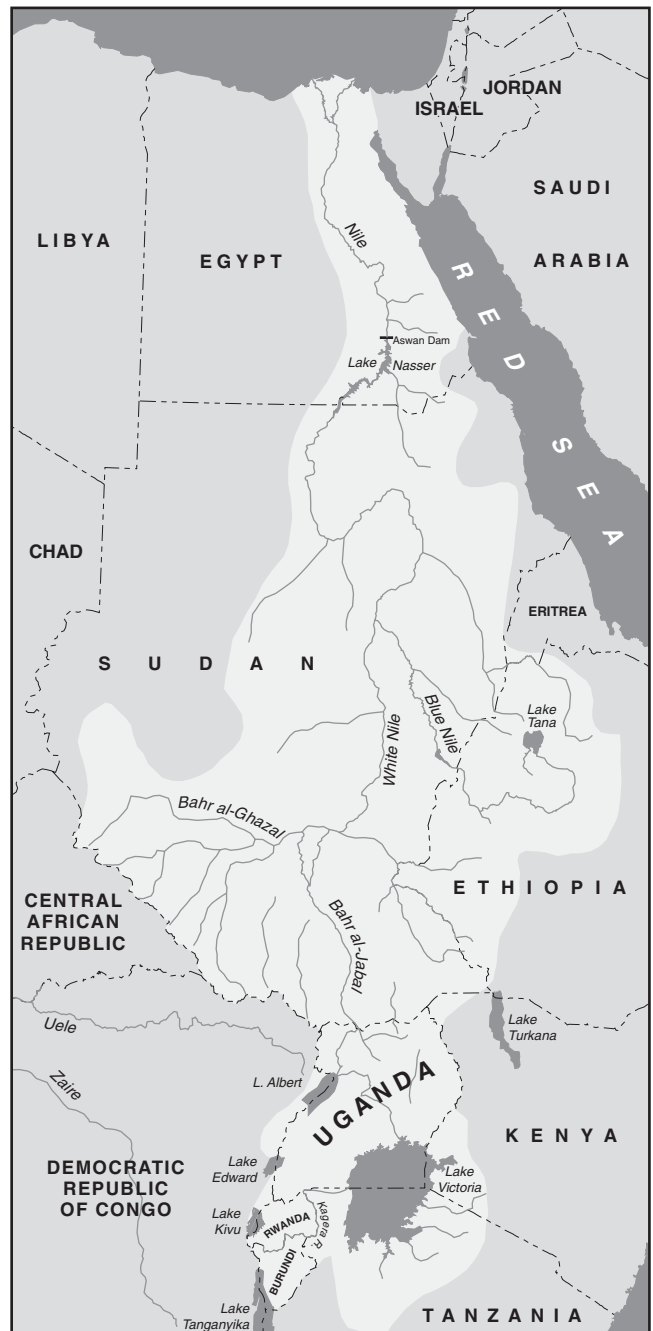 JORDAN
ISRAEL
SAUDI
ARABIA
LIBYA
EGYPT
Nile
RED SEA
Aswan Dam
Lake Nasser
CHAD
ERITREA
SUDAN
Lake
Tana
Blue Nile
White Nile
Bahr al-Ghazal
ETHIOPIA
CENTRAL
AFRICAN
REPUBLIC
Bahr al-Jabal
Uele
Lake
Turkana
Zaire
L. Albert
UGANDA
KENYA
DEMOCRATIC
REPUBLIC
OF CONGO
Lake
Edward
Lake
Victoria
Lake
Kivu
RWANDA
Kagera R.
BURUNDI
Lake
Tanganyika
TANZANIA